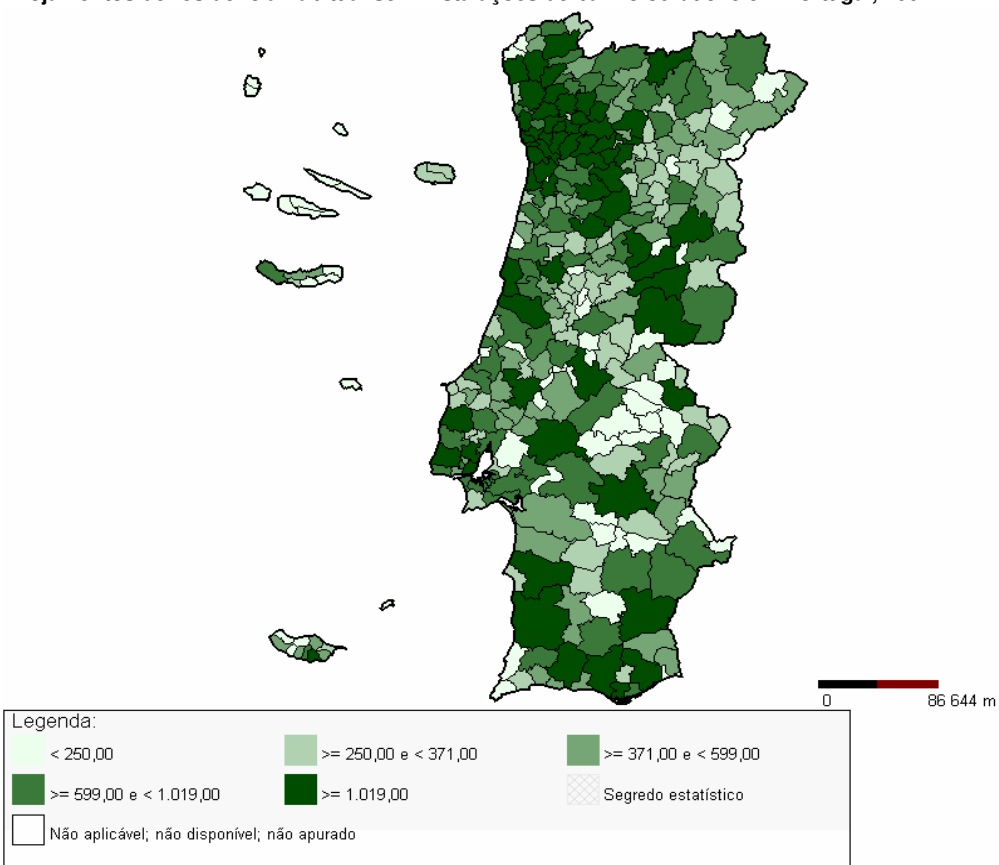 0 86 644 m
Legenda:
< 250,00 >= 250,00 e < 371,00 >= 371,00 e < 599,00
>= 599,00 e < 1.019,00 >= 1.019,00 Segredo estatístico
Não aplicável; não disponível; não apurado